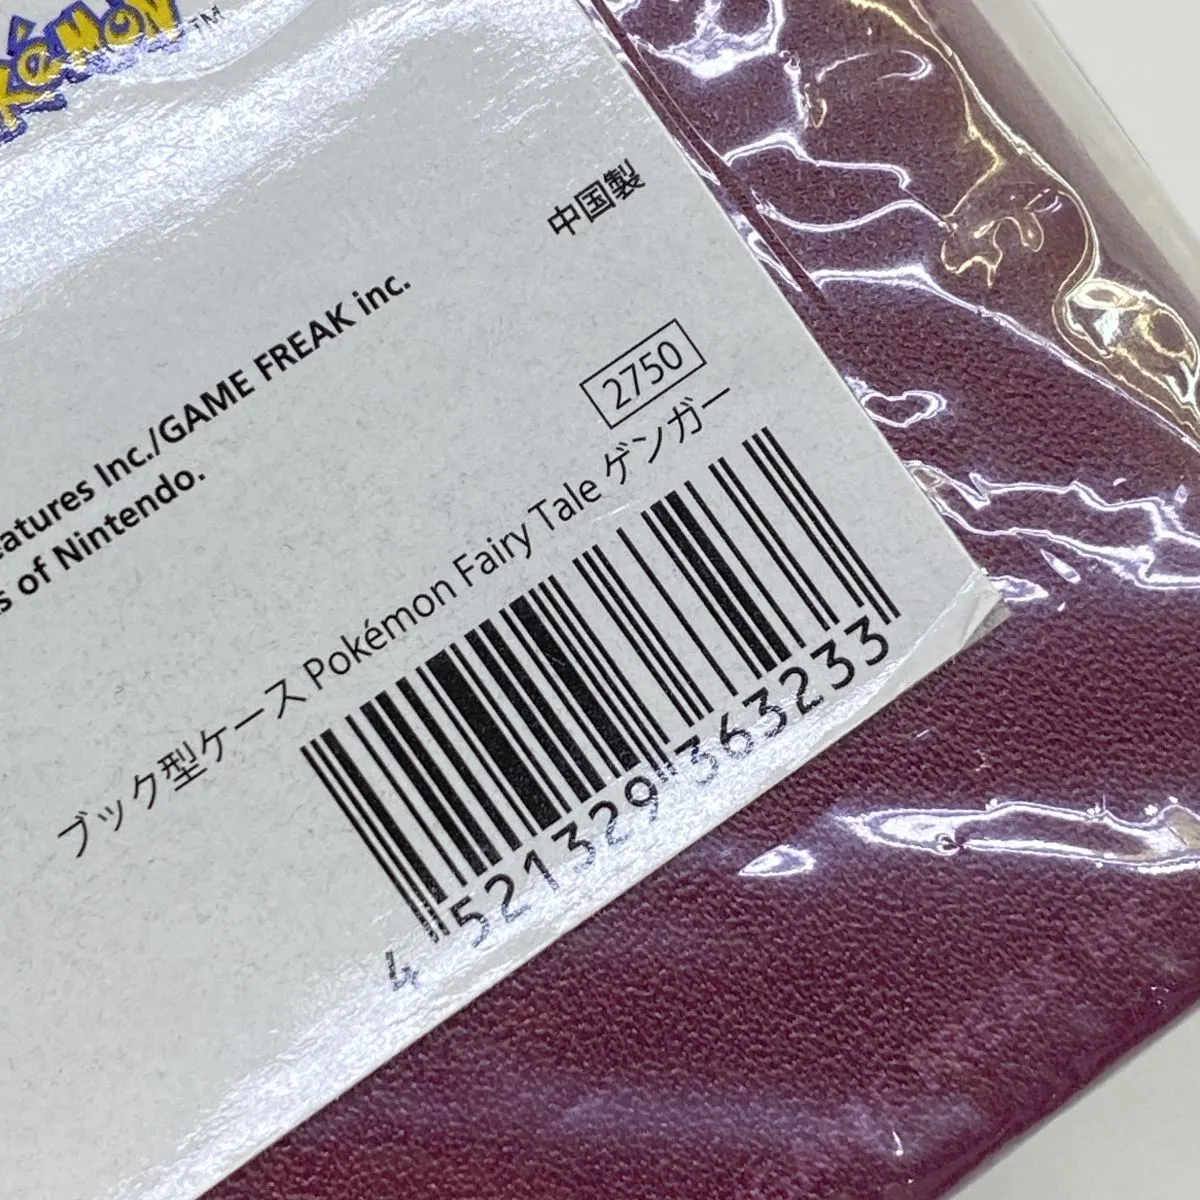 Pokémon™
中国製
eatures Inc./GAME FREAK inc.
s of Nintendo.
2750
ブック型ケース Pokémon Fairy Tale ゲンガー
4 521329 363233